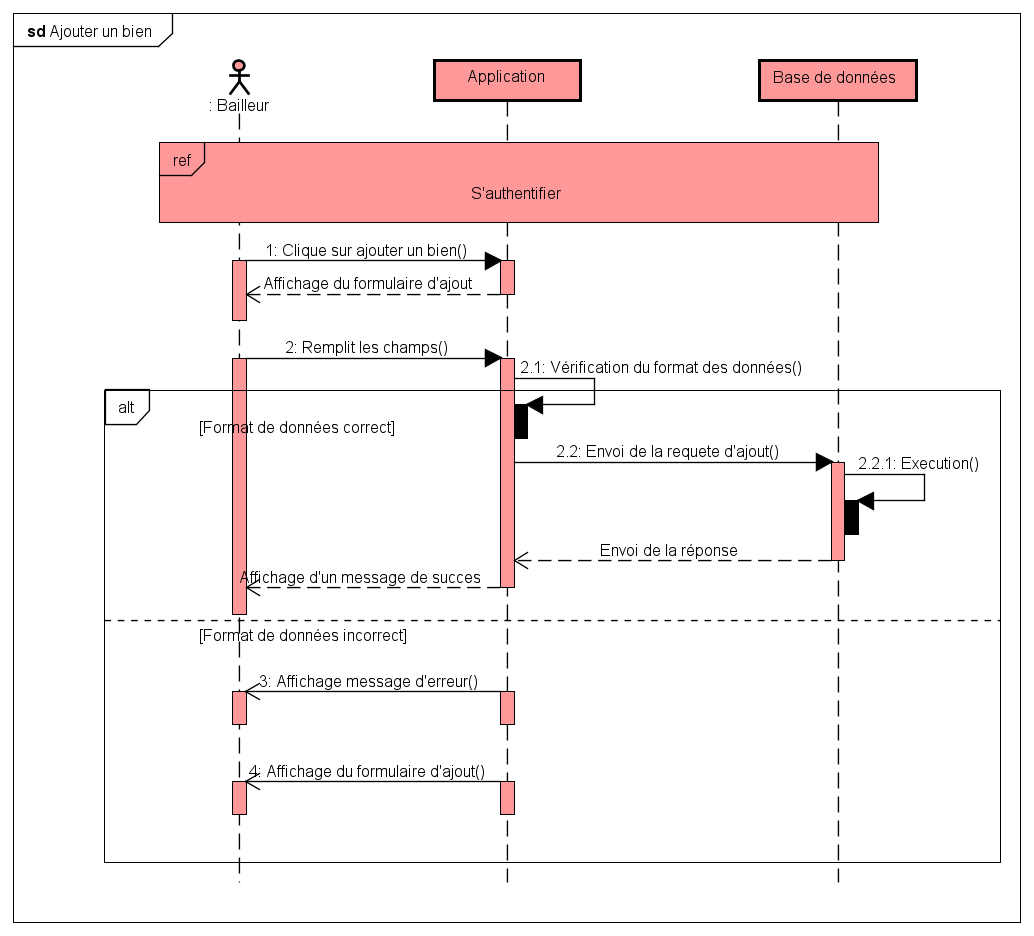 sd Ajouter un bien
: Bailleur
Application
Base de données
ref
S'authentifier
1: Clique sur ajouter un bien()
Affichage du formulaire d'ajout
2: Remplit les champs()
2.1: Vérification du format des données()
alt
[Format de données correct]
2.2: Envoi de la requete d'ajout()
2.2.1: Execution()
Envoi de la réponse
Affichage d'un message de succes
[Format de données incorrect]
3: Affichage message d'erreur()
4: Affichage du formulaire d'ajout()